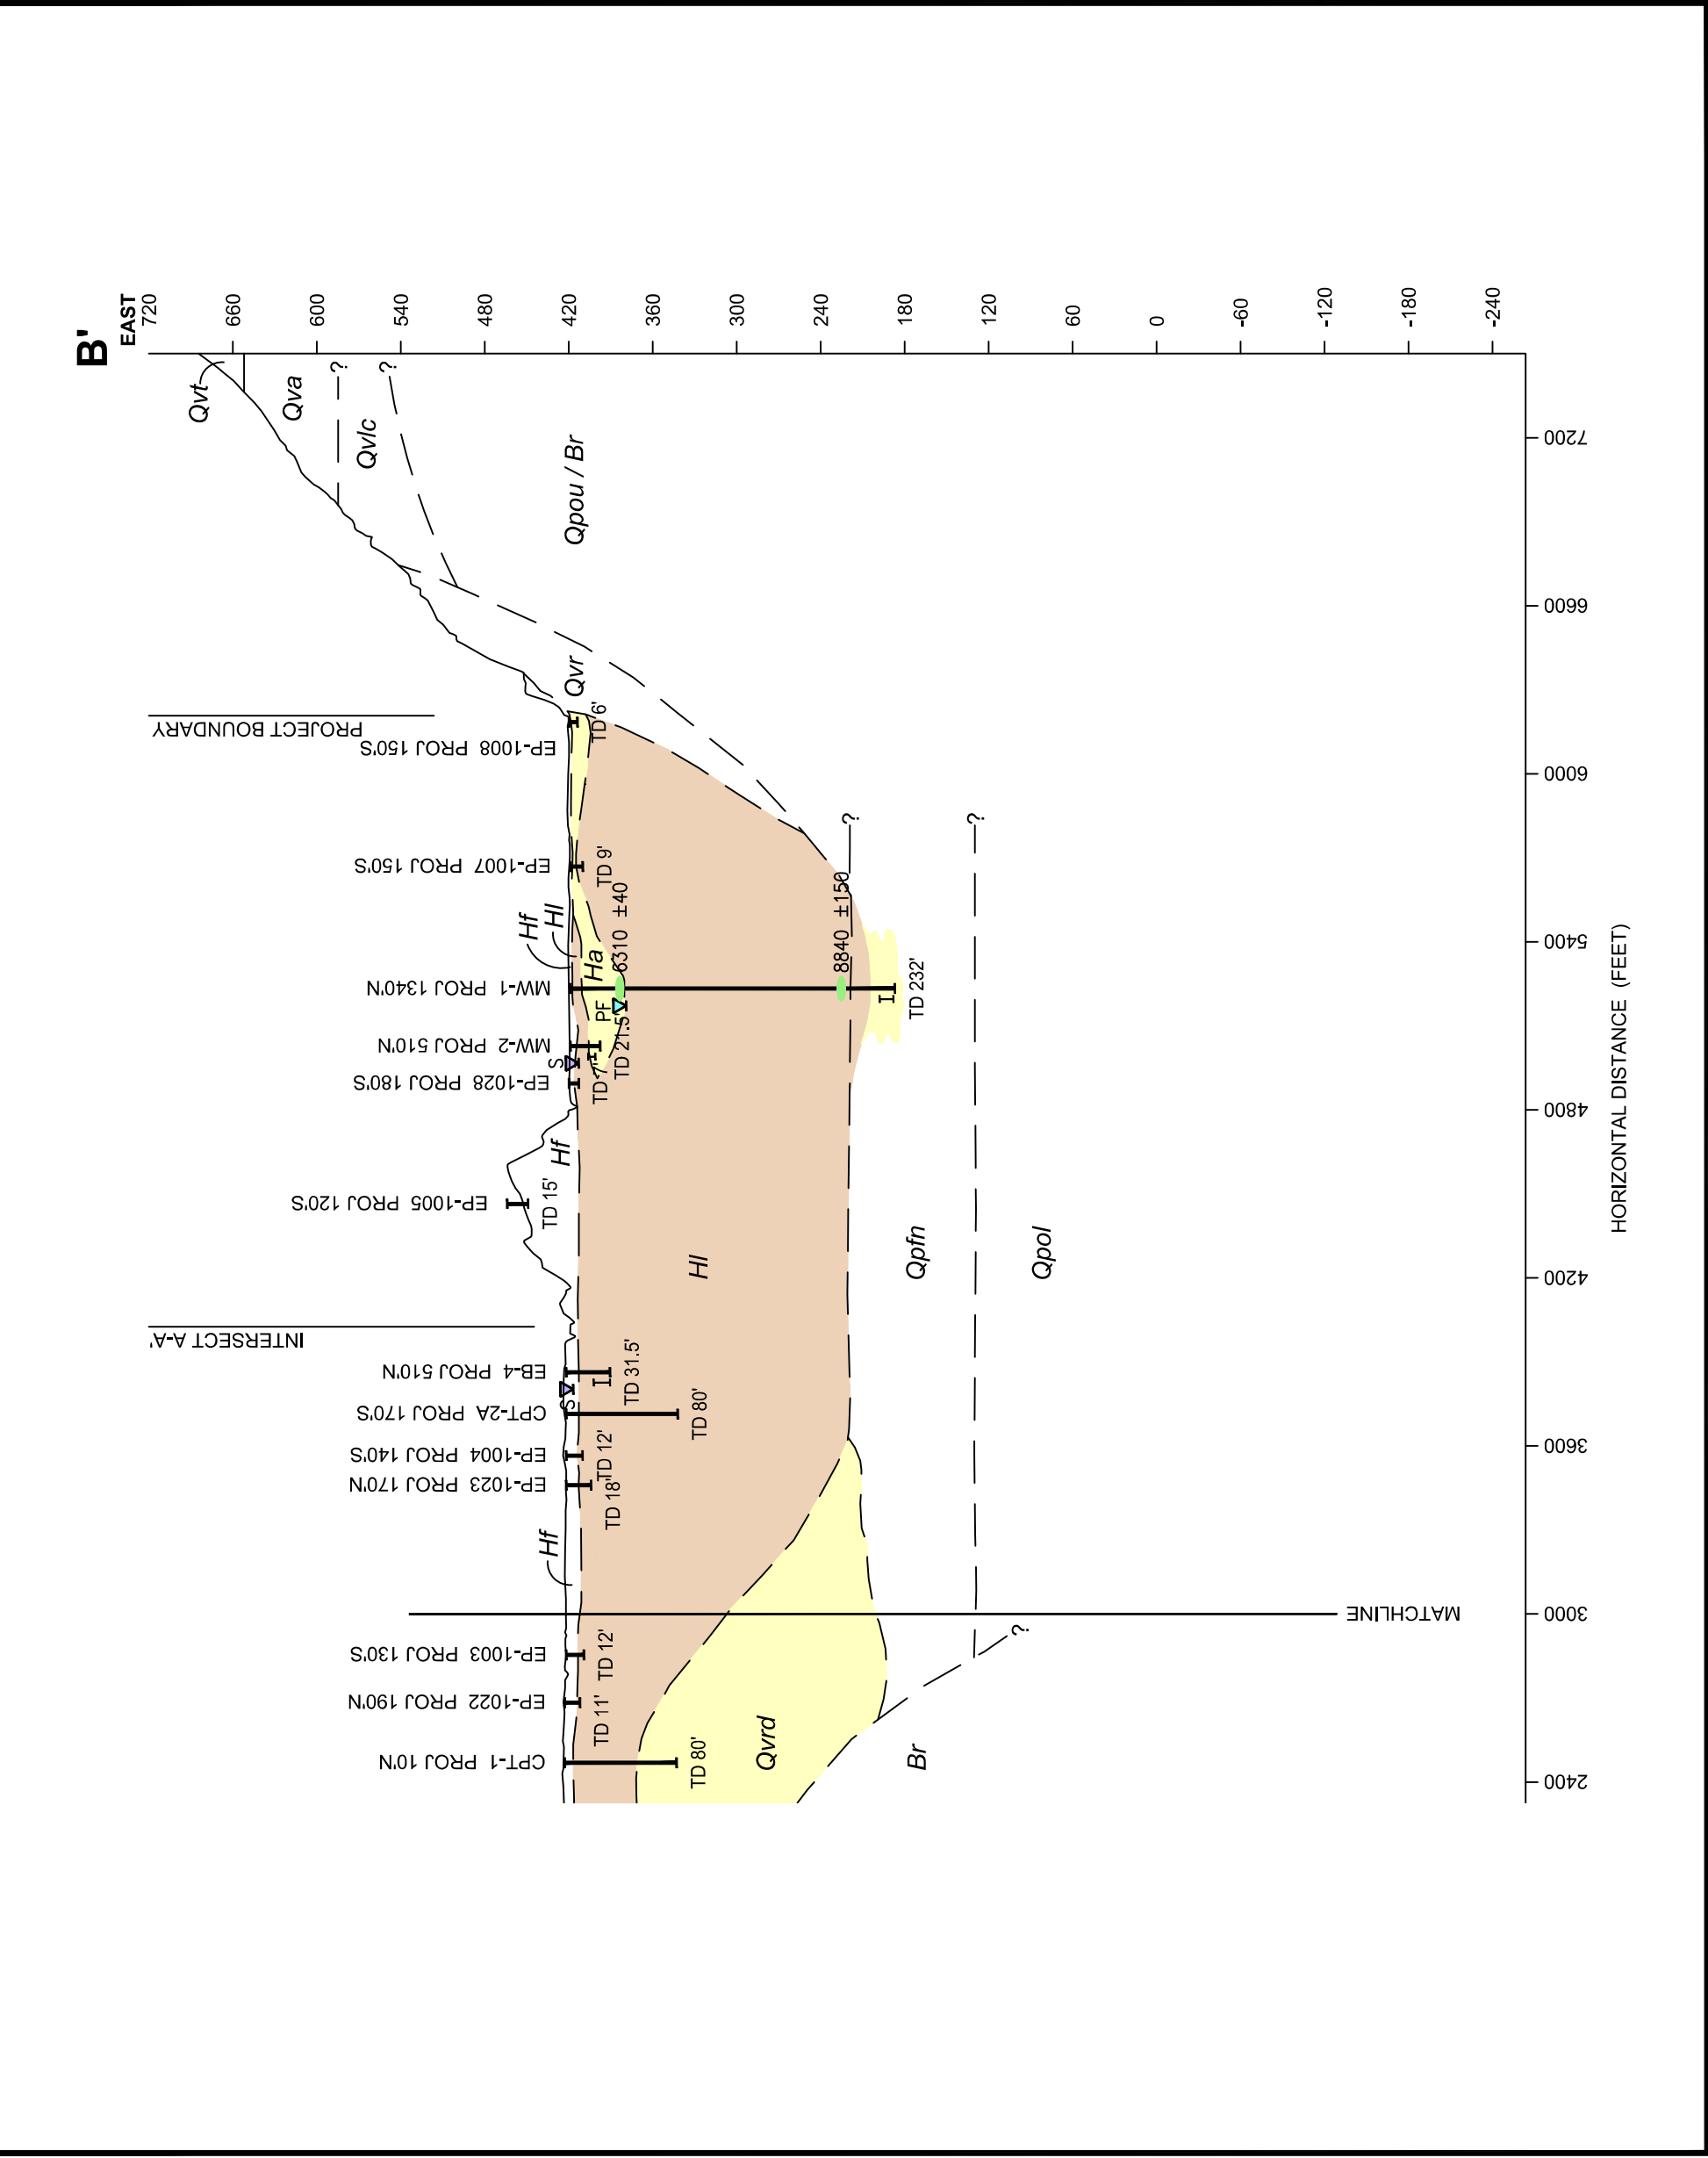 B'
EAST
720
660
600
540
480
420
360
300
240
180
120
60
0
-60
-120
-180
-240
Qvt
Qva
?
Qvlc
?
Qpou / Br
Qvr
PROJECT BOUNDARY
EP-1008 PROJ 150'S
TD 6'
EP-1007 PROJ 150'S
TD 9'
Hf
Hl
Ha
MW-1 PROJ 1340'N
6310 ±40
8840 ±150
PF
TD 232'
MW-2 PROJ 510'N
TD 21.5'
S
EP-1028 PROJ 180'S
TD 7'
Hf
EP-1005 PROJ 120'S
TD 15'
INTERSECT A-A'
EB-4 PROJ 510'N
TD 31.5'
S
CPT-2A PROJ 170'S
TD 80'
EP-1004 PROJ 140'S
TD 12'
EP-1023 PROJ 170'N
TD 18'
Hf
EP-1003 PROJ 130'S
TD 12'
EP-1022 PROJ 190'N
TD 11'
CPT-1 PROJ 10'N
TD 80'
Hl
?
?
Qpfn
Qpol
Qvrd
Br
?
MATCHLINE
2400
3000
3600
4200
4800
5400
6000
6600
7200
HORIZONTAL DISTANCE (FEET)